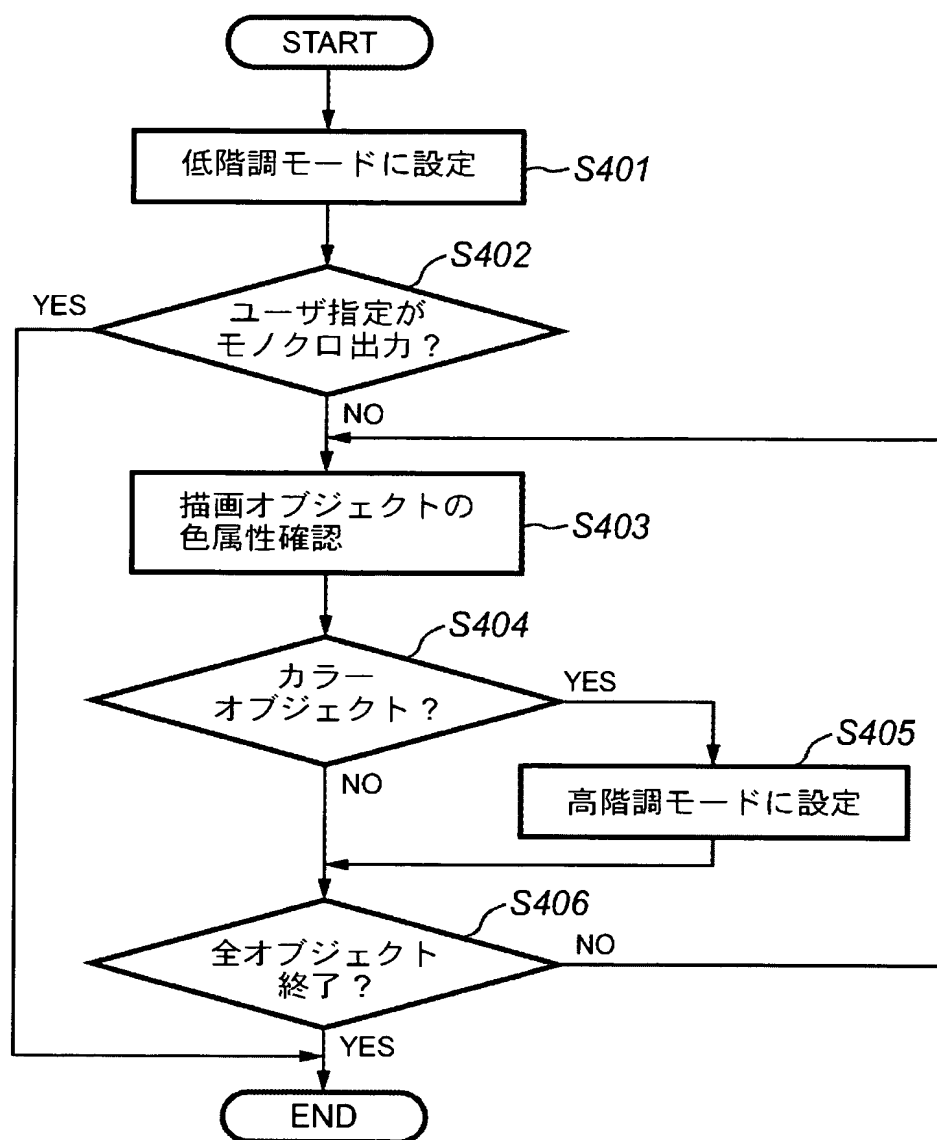 START
低階調モードに設定
S401
S402
YES
ユーザ指定が
モノクロ出力？
NO
描画オブジェクトの
色属性確認
S403
S404
カラー
オブジェクト？
YES
S405
NO
高階調モードに設定
S406
全オブジェクト
終了？
NO
YES
END